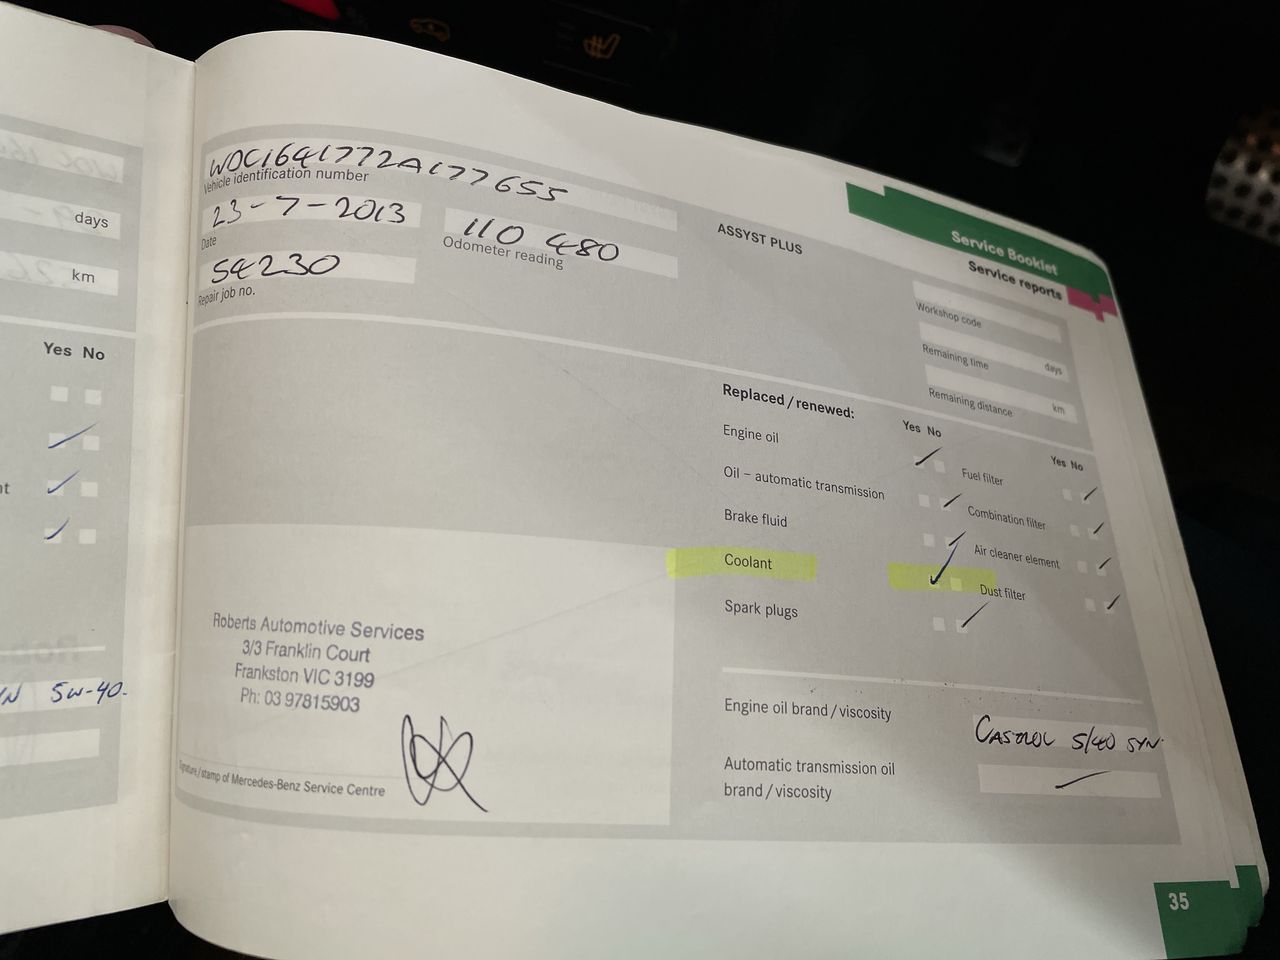 days
km
Yes No
nt
5W-40-
WDC1641772A177655
Vehicle identification number
23-7-2013
Date
110 480
Odometer reading
54230
Repair job no.
ASSYST PLUS
Service Booklet
Service reports
Workshop code
Remaining time days
Remaining distance km
Replaced / renewed:
Yes No
Yes No
Engine oil
Fuel filter
Oil – automatic transmission
Combination filter
Brake fluid
Air cleaner element
Coolant
Dust filter
Spark plugs
Roberts Automotive Services
3/3 Franklin Court
Frankston VIC 3199
Ph: 03 97815903
Signature / stamp of Mercedes-Benz Service Centre
Engine oil brand / viscosity
CASTROL 5/40 SYN.
Automatic transmission oil
brand / viscosity
35